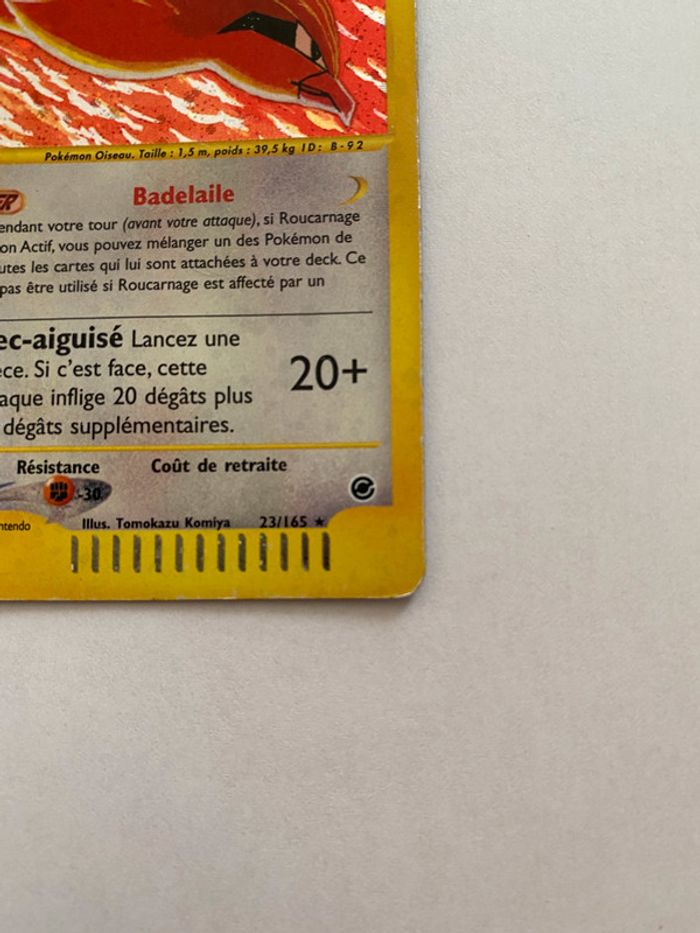 Pokémon Oiseau. Taille : 1,5 m, poids : 39,5 kg ID: B-92
ER Badelaile
endant votre tour (avant votre attaque), si Roucarnage
on Actif, vous pouvez mélanger un des Pokémon de
utes les cartes qui lui sont attachées à votre deck. Ce
pas être utilisé si Roucarnage est affecté par un
ec-aiguisé Lancez une
èce. Si c'est face, cette
aque inflige 20 dégâts plus
dégâts supplémentaires.
20+
Résistance Coût de retraite
-30
ntendo Illus. Tomokazu Komiya 23/165